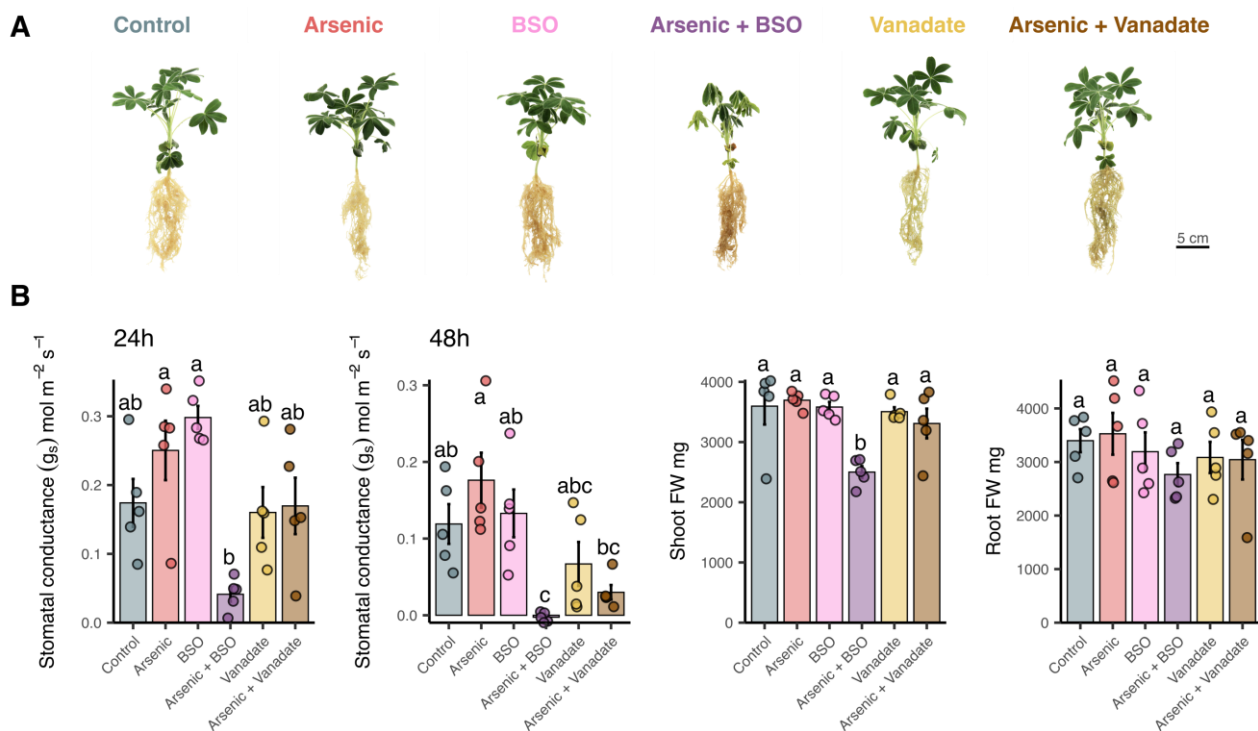 A
Control
Arsenic
BSO
Arsenic + BSO
Vanadate
Arsenic + Vanadate
5 cm
B
24h
Stomatal conductance (gₛ) mol m⁻² s⁻¹
0.3
0.2
0.1
0.0
ab
a
a
b
ab
ab
Control
Arsenic
BSO
Arsenic + BSO
Vanadate
Arsenic + Vanadate
48h
Stomatal conductance (gₛ) mol m⁻² s⁻¹
0.3
0.2
0.1
0.0
ab
a
ab
c
abc
bc
Control
Arsenic
BSO
Arsenic + BSO
Vanadate
Arsenic + Vanadate
Shoot FW mg
4000
3000
2000
1000
0
a
a
a
b
a
a
Control
Arsenic
BSO
Arsenic + BSO
Vanadate
Arsenic + Vanadate
Root FW mg
4000
3000
2000
1000
0
a
a
a
a
a
a
Control
Arsenic
BSO
Arsenic + BSO
Vanadate
Arsenic + Vanadate